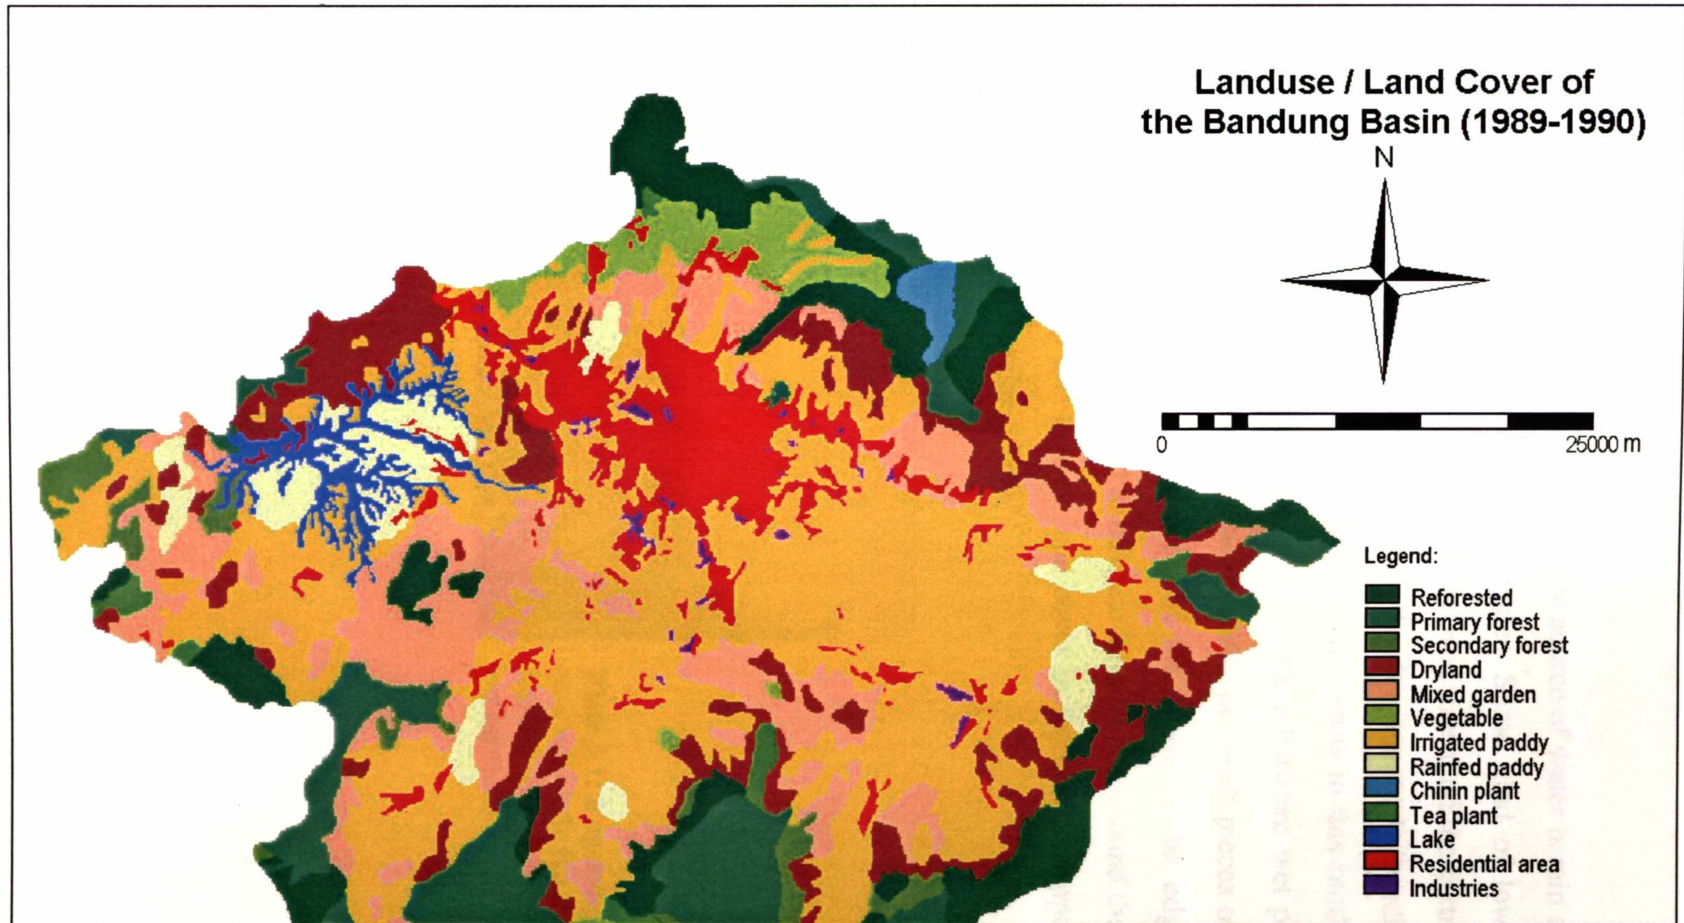 Landuse / Land Cover of
the Bandung Basin (1989-1990)
N
0 25000 m
Legend:
Reforested
Primary forest
Secondary forest
Dryland
Mixed garden
Vegetable
Irrigated paddy
Rainfed paddy
Chinin plant
Tea plant
Lake
Residential area
Industries